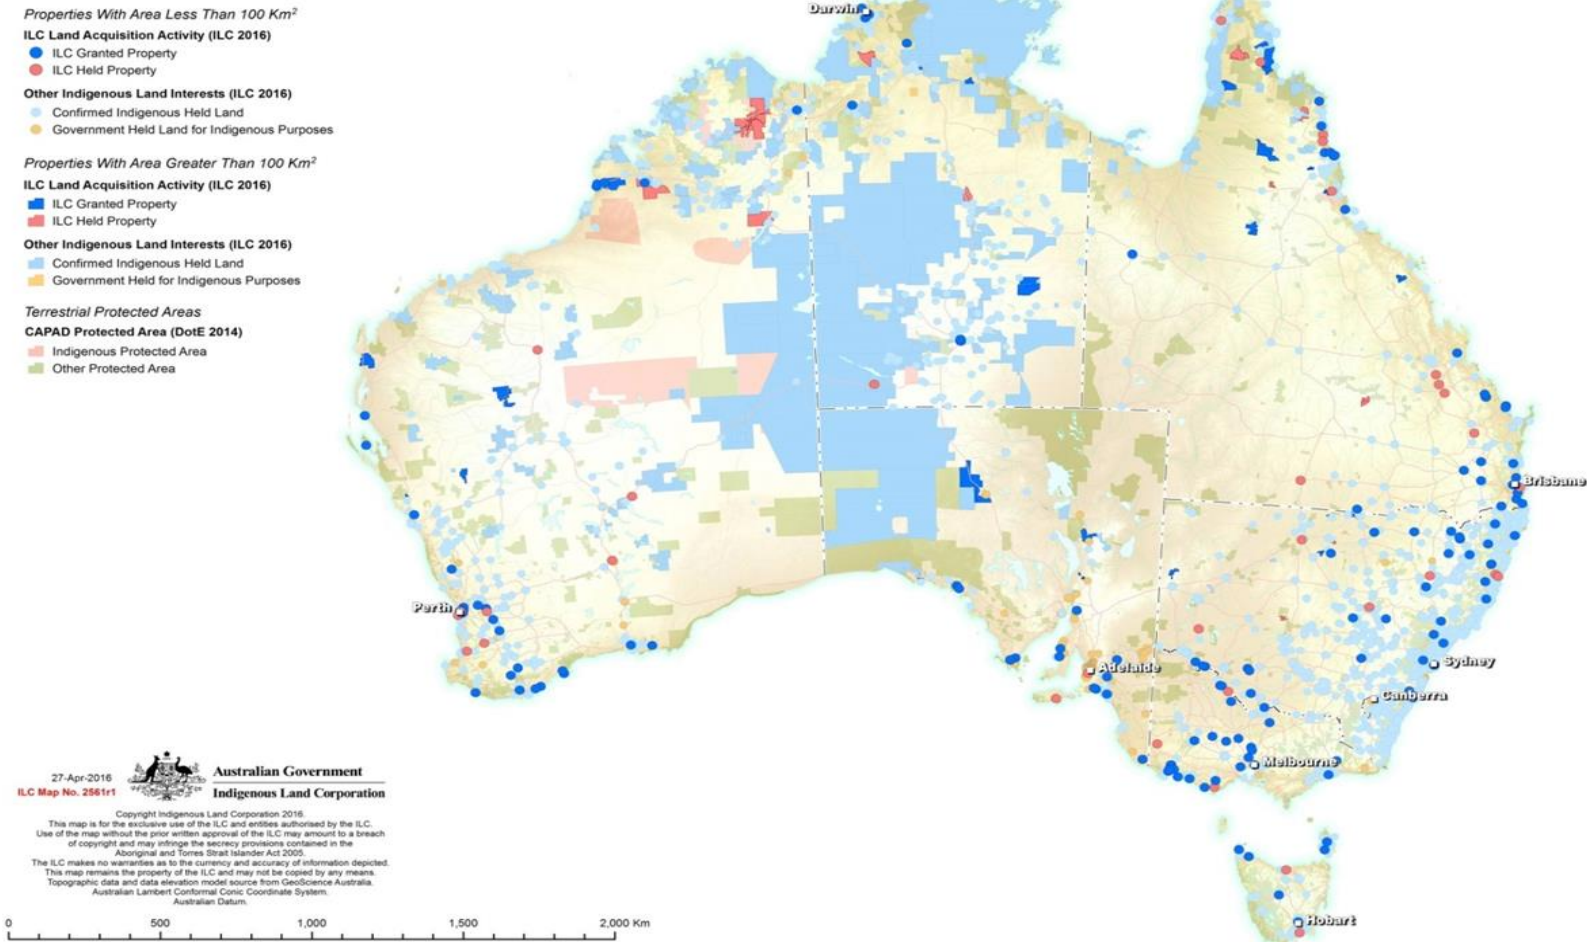 Properties With Area Less Than 100 Km²
ILC Land Acquisition Activity (ILC 2016)
ILC Granted Property
ILC Held Property
Other Indigenous Land Interests (ILC 2016)
Confirmed Indigenous Held Land
Government Held Land for Indigenous Purposes
Properties With Area Greater Than 100 Km²
ILC Land Acquisition Activity (ILC 2016)
ILC Granted Property
ILC Held Property
Other Indigenous Land Interests (ILC 2016)
Confirmed Indigenous Held Land
Government Held for Indigenous Purposes
Terrestrial Protected Areas
CAPAD Protected Area (DotE 2014)
Indigenous Protected Area
Other Protected Area
Darwin
Brisbane
Perth
Adelaide
Sydney
Canberra
Melbourne
Hobart
27-Apr-2016
ILC Map No. 2561r1
Australian Government
Indigenous Land Corporation
Copyright Indigenous Land Corporation 2016.
This map is for the exclusive use of the ILC and entities authorised by the ILC.
Use of the map without the prior written approval of the ILC may amount to a breach
of copyright and may infringe the secrecy provisions contained in the
Aboriginal and Torres Strait Islander Act 2005.
The ILC makes no warranties as to the currency and accuracy of information depicted.
This map remains the property of the ILC and may not be copied by any means.
Topographic data and data elevation model source from GeoScience Australia.
Australian Lambert Conformal Conic Coordinate System.
Australian Datum.
0 500 1,000 1,500 2,000 Km